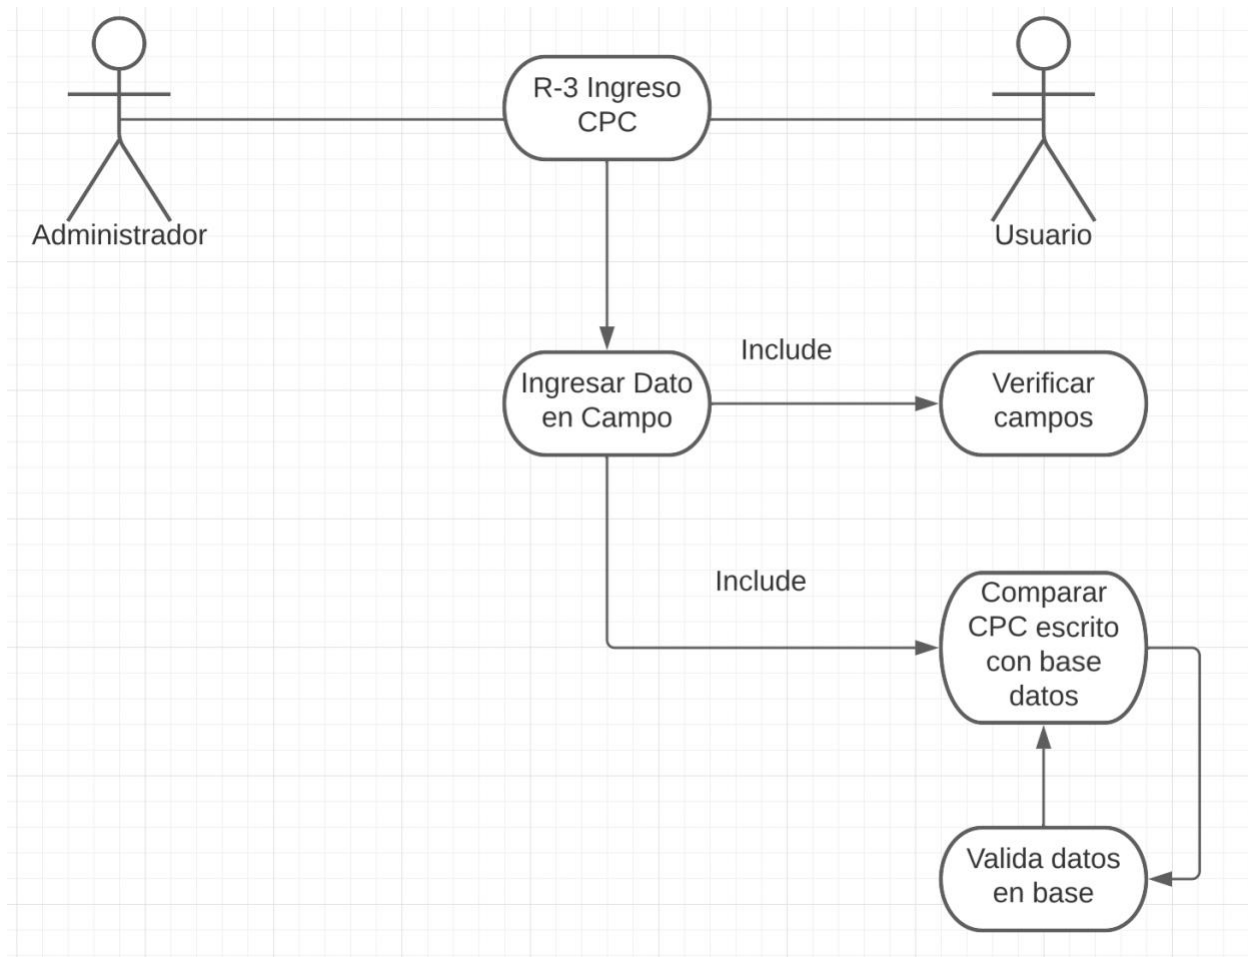 R-3 Ingreso
CPC
Administrador
Usuario
Include
Ingresar Dato
en Campo
Verificar
campos
Include
Comparar
CPC escrito
con base
datos
Valida datos
en base